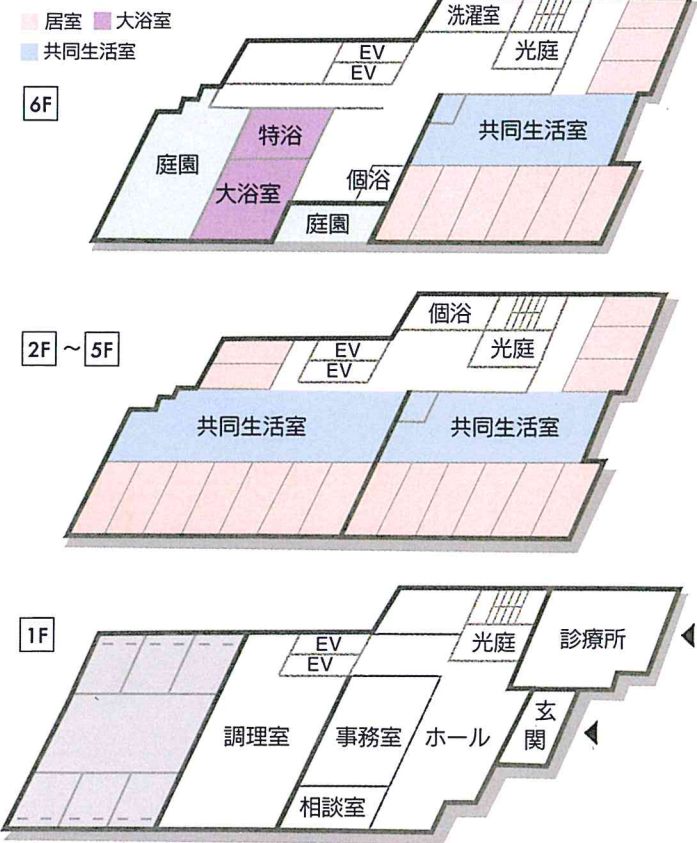 居室 大浴室
共同生活室
6F
洗濯室
光庭
EV
EV
共同生活室
特浴
庭園
大浴室
個浴
庭園
2F～5F
個浴
光庭
EV
EV
共同生活室 共同生活室
1F
光庭
診療所
EV
EV
調理室 事務室 ホール
玄
関
相談室